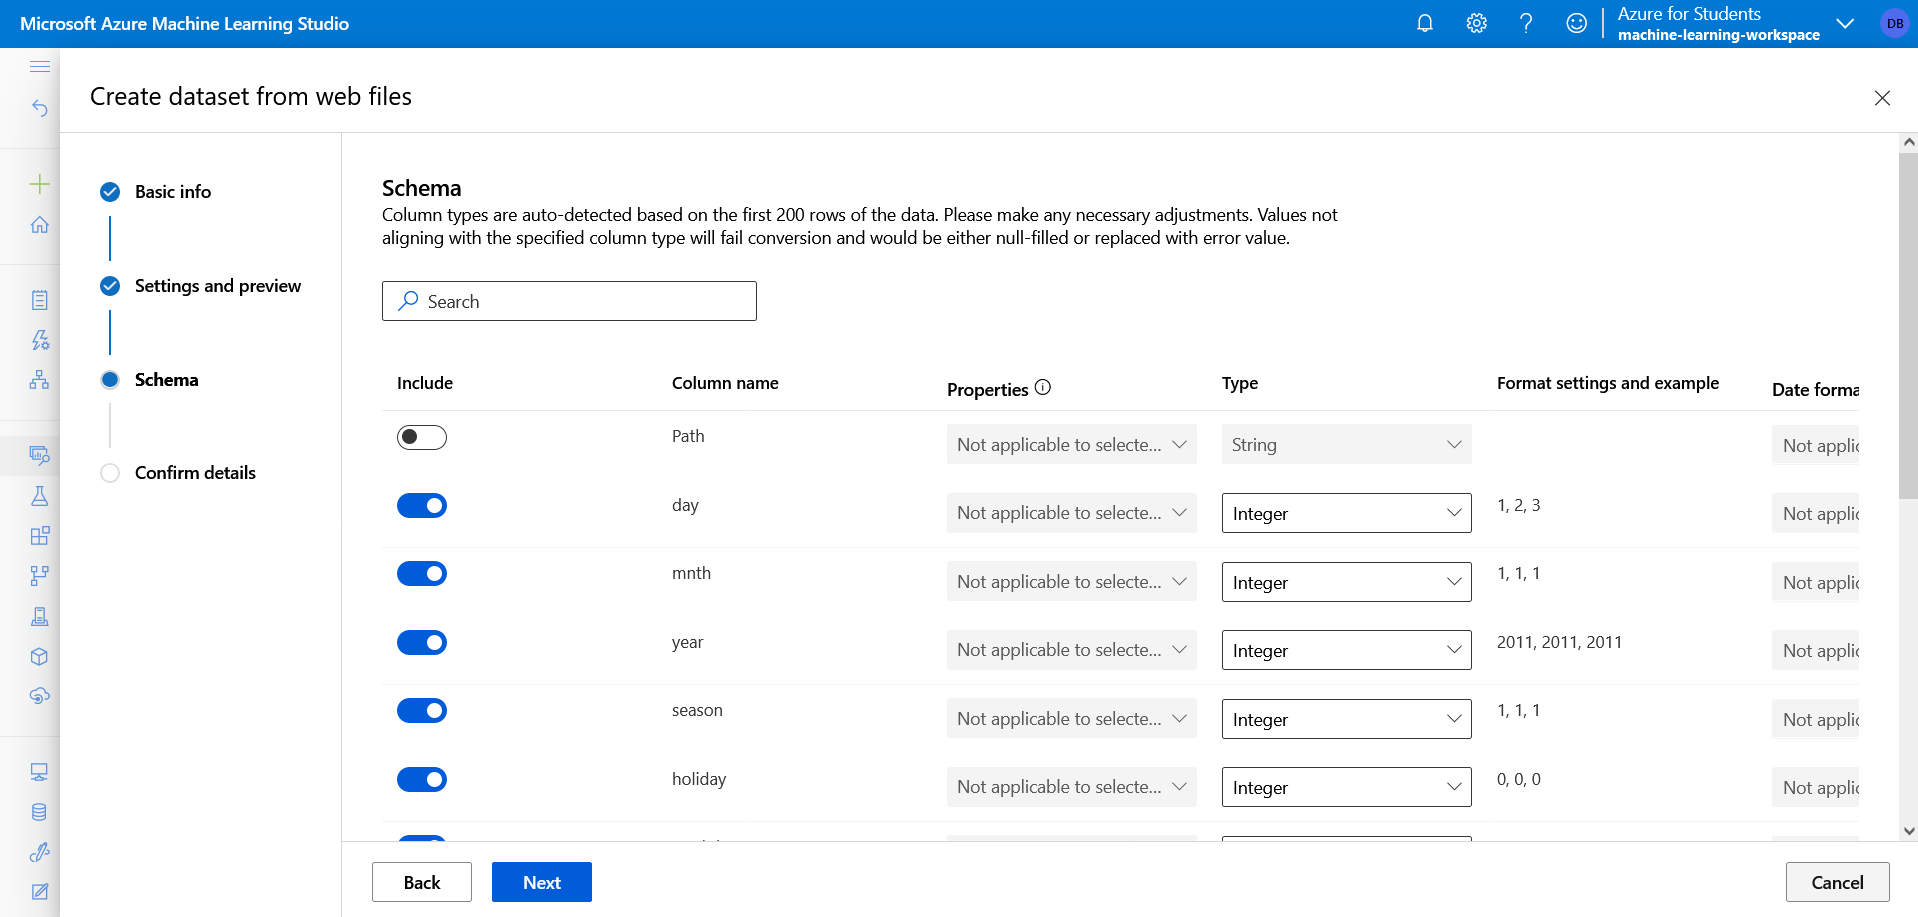 Microsoft Azure Machine Learning Studio
Azure for Students
machine-learning-workspace
DB
Create dataset from web files
Basic info
Settings and preview
Schema
Confirm details
Schema
Column types are auto-detected based on the first 200 rows of the data. Please make any necessary adjustments. Values not
aligning with the specified column type will fail conversion and would be either null-filled or replaced with error value.
Search
Include Column name Properties Type Format settings and example Date forma
Path Not applicable to selecte... String Not applic
day Not applicable to selecte... Integer 1, 2, 3 Not applic
mnth Not applicable to selecte... Integer 1, 1, 1 Not applic
year Not applicable to selecte... Integer 2011, 2011, 2011 Not applic
season Not applicable to selecte... Integer 1, 1, 1 Not applic
holiday Not applicable to selecte... Integer 0, 0, 0 Not applic
Back Next Cancel